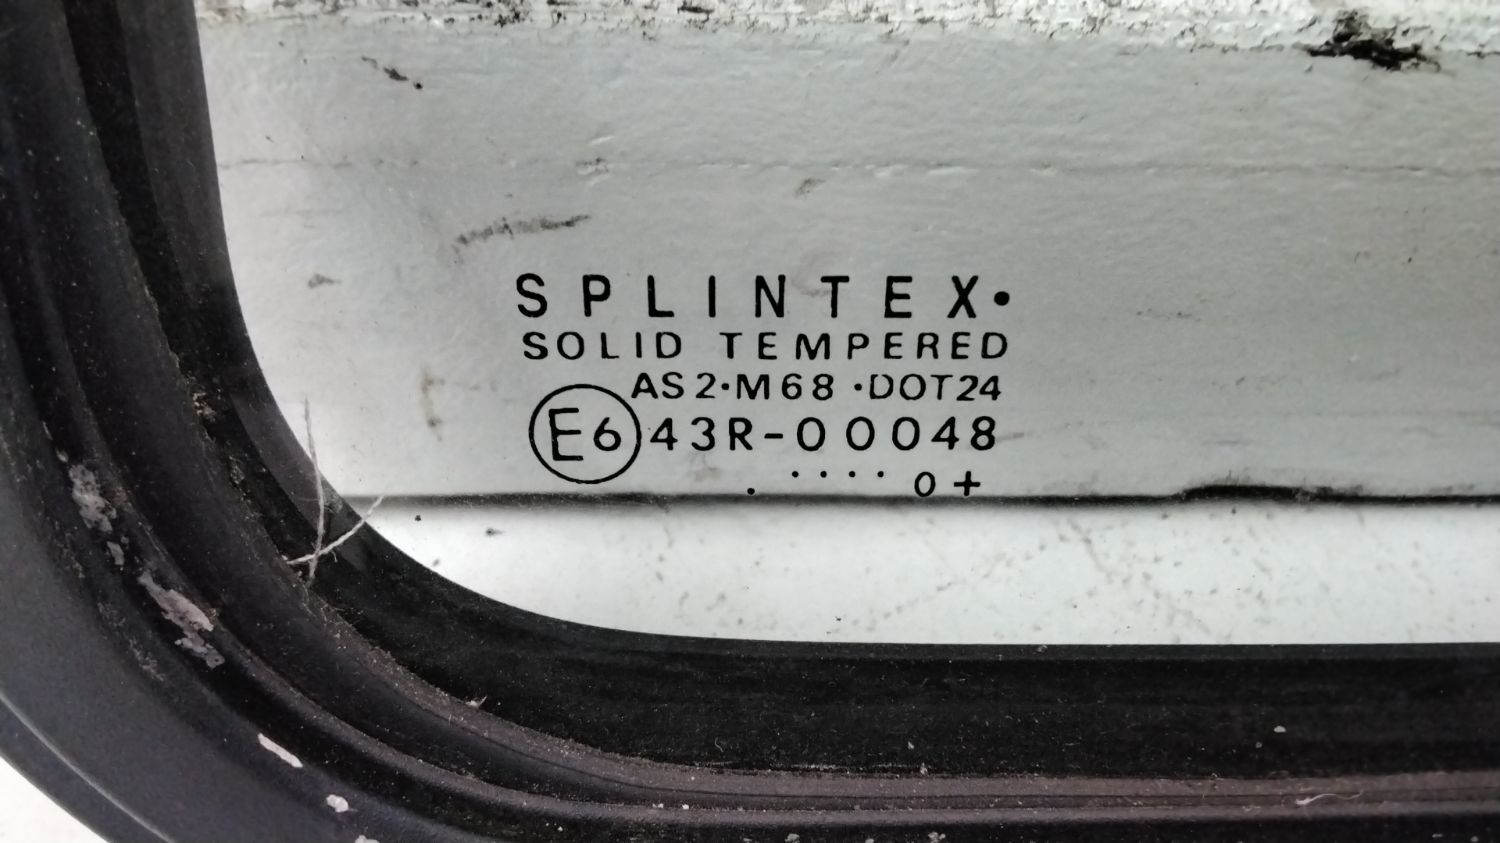 SPLINTEX•
SOLID TEMPERED
AS2•M68 •DOT24
E6 43R-00048
. .... 0+